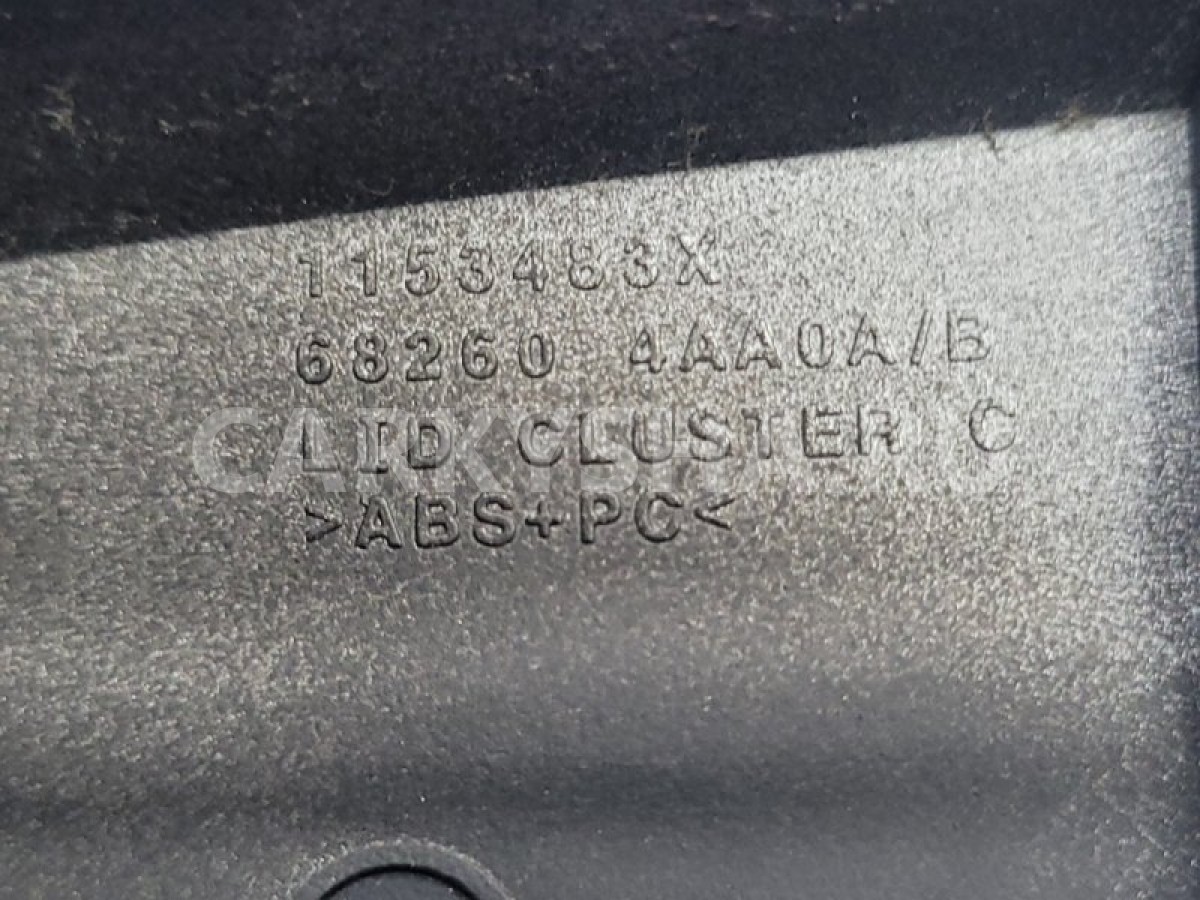 1153483X
68260 4AA0A/B
LID CLUSTER C
>ABS+PC<